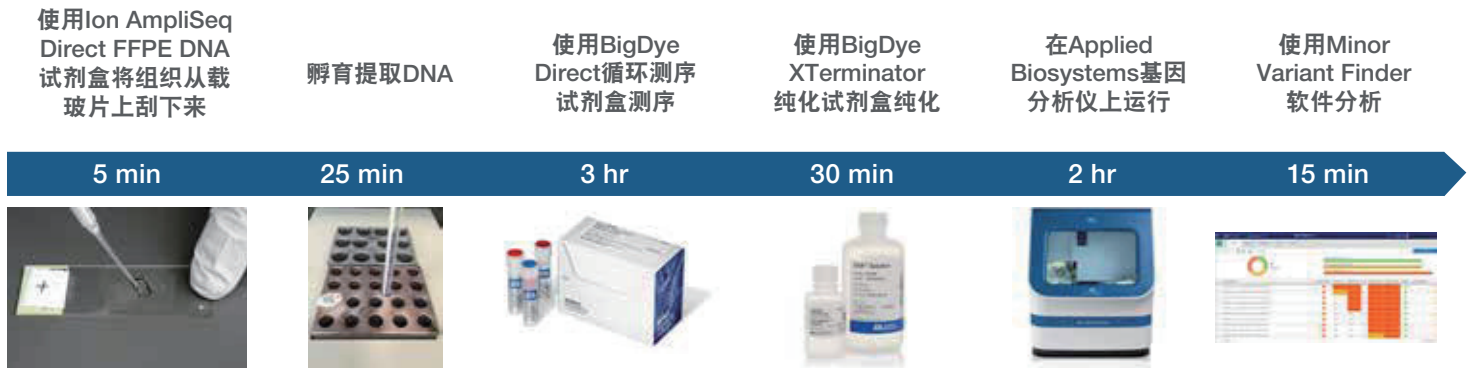 使用Ion AmpliSeq
Direct FFPE DNA
试剂盒将组织从载
玻片上刮下来
孵育提取DNA
使用BigDye
Direct循环测序
试剂盒测序
使用BigDye
XTerminator
纯化试剂盒纯化
在Applied
Biosystems基因
分析仪上运行
使用Minor
Variant Finder
软件分析
5 min
25 min
3 hr
30 min
2 hr
15 min